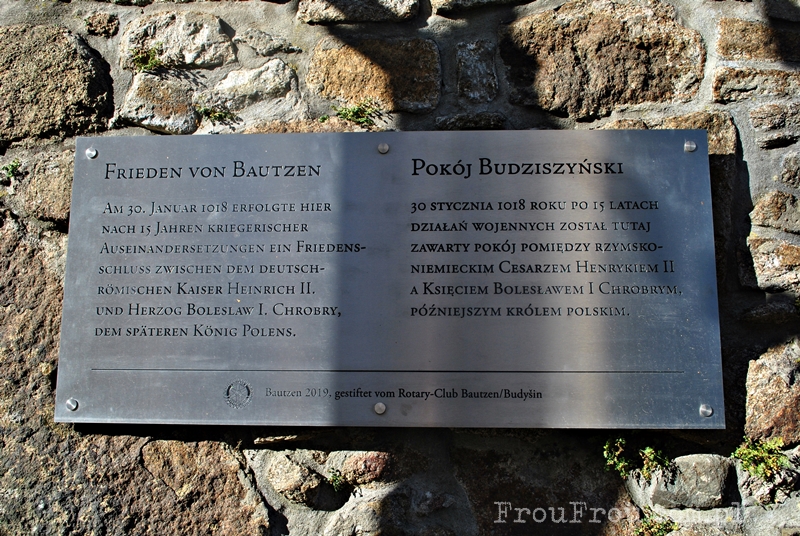 Frieden von Bautzen
Am 30. Januar 1018 erfolgte hier
nach 15 Jahren kriegerischer
Auseinandersetzungen ein Friedens-
schluss zwischen dem deutsch-
römischen Kaiser Heinrich II.
und Herzog Boleslaw I. Chrobry,
dem späteren König Polens.
Pokój Budziszyński
30 stycznia 1018 roku po 15 latach
działań wojennych został tutaj
zawarty pokój pomiędzy rzymsko-
niemieckim Cesarzem Henrykiem II
a Księciem Bolesławem I Chrobrym,
późniejszym królem polskim.
Bautzen 2019, gestiftet vom Rotary-Club Bautzen/Budyšin